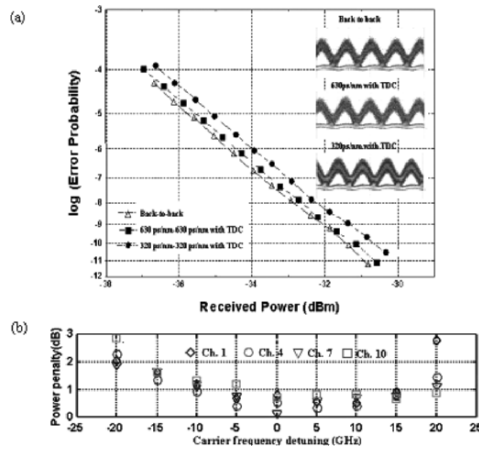 (a)
Back to back
630ps/nm with TDC
320ps/nm with TDC
log (Error Probability)
-4
-5
-6
-7
-8
-9
-10
-11
-12
Back-to-back
630 ps/nm-630 ps/nm with TDC
320 ps/nm-320 ps/nm with TDC
-38 -36 -34 -32 -30
Received Power (dBm)
(b)
Power penalty(dB)
3
2
1
0
Ch. 1 Ch. 4 Ch. 7 Ch. 10
-25 -20 -15 -10 -5 0 5 10 15 20 25
Carrier frequency detuning (GHz)